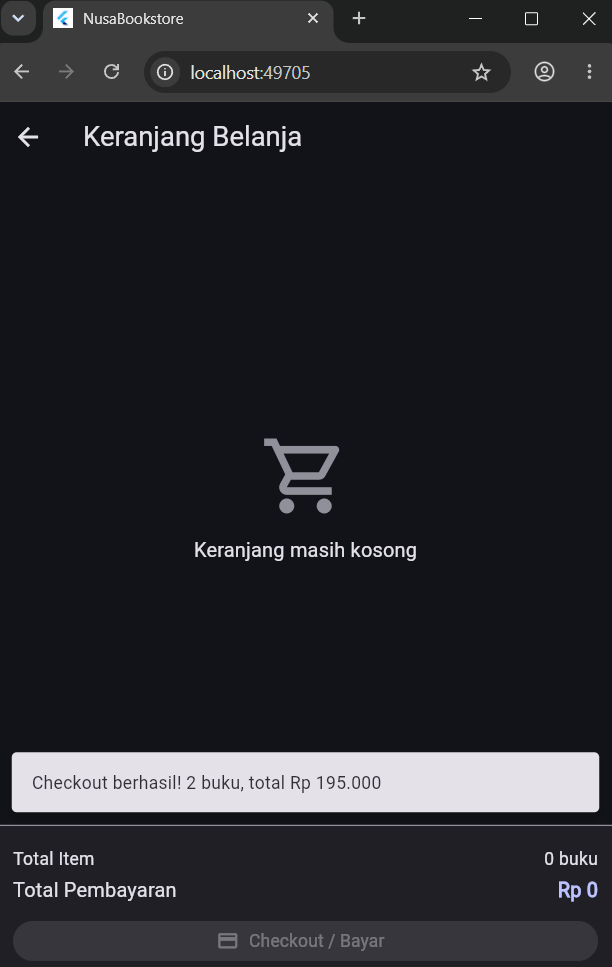 NusaBookstore
localhost:49705
Keranjang Belanja
Keranjang masih kosong
Checkout berhasil! 2 buku, total Rp 195.000
Total Item 0 buku
Total Pembayaran Rp 0
Checkout / Bayar